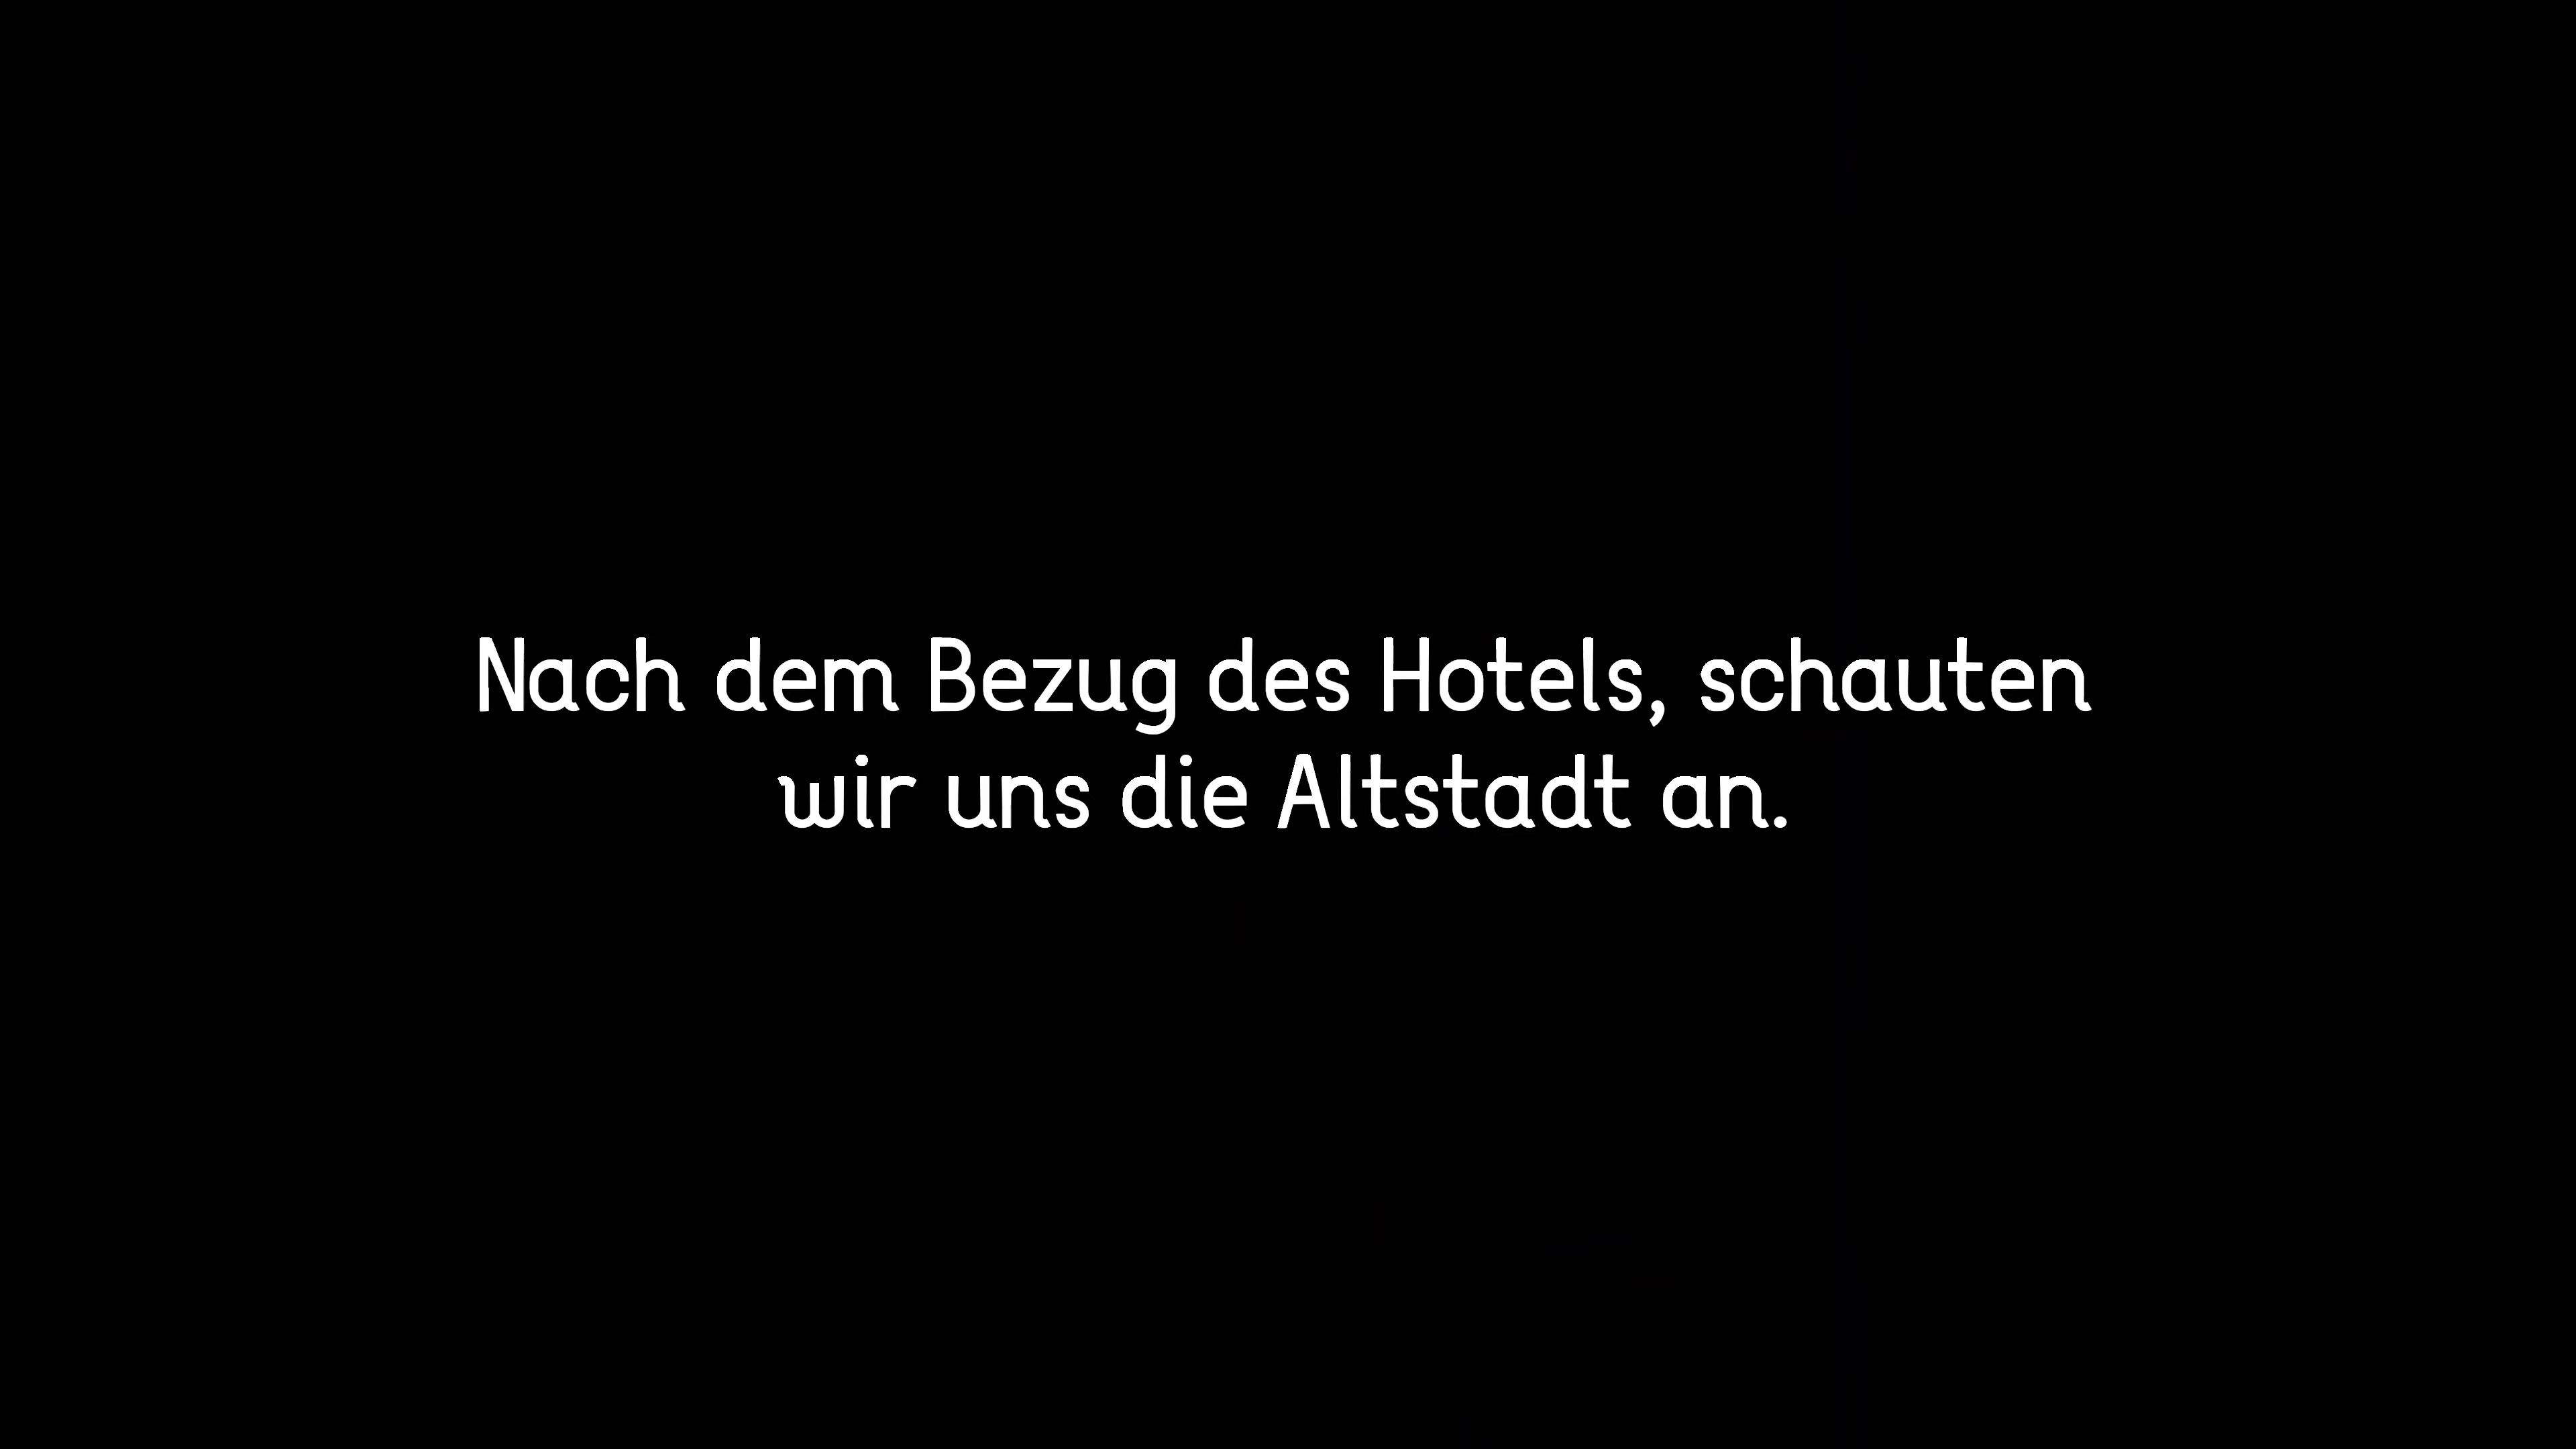 Nach dem Bezug des Hotels, schauten
wir uns die Altstadt an.